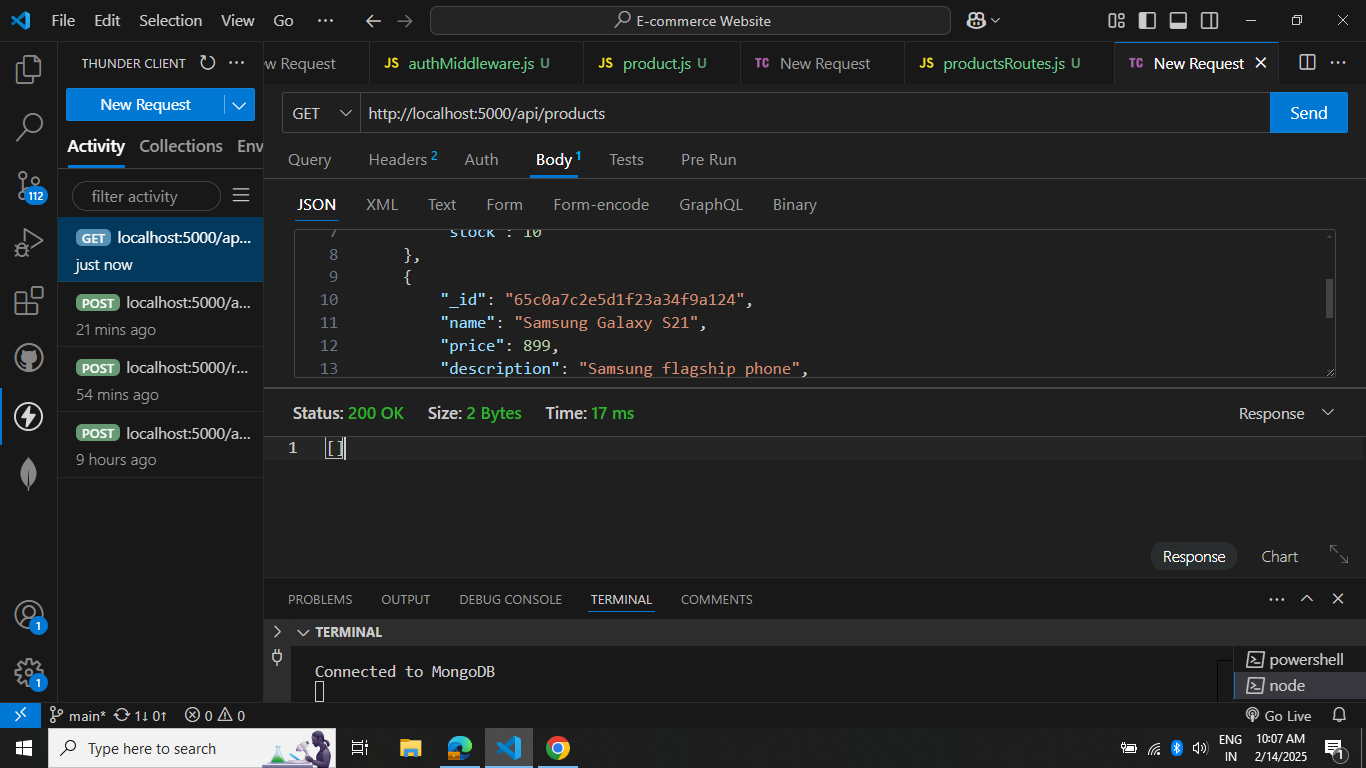 File Edit Selection View Go ··· E-commerce Website
THUNDER CLIENT ···
New Request
Activity Collections Env
filter activity
GET localhost:5000/ap...
just now
POST localhost:5000/a...
21 mins ago
POST localhost:5000/r...
54 mins ago
POST localhost:5000/a...
9 hours ago
112
1
1
ew Request JS authMiddleware.js U JS product.js U TC New Request JS productsRoutes.js U TC New Request ···
GET http://localhost:5000/api/products Send
Query Headers 2 Auth Body 1 Tests Pre Run
JSON XML Text Form Form-encode GraphQL Binary
7 "stock": 10
8 },
9 {
10 "_id": "65c0a7c2e5d1f23a34f9a124",
11 "name": "Samsung Galaxy S21",
12 "price": 899,
13 "description": "Samsung flagship phone",
Status: 200 OK Size: 2 Bytes Time: 17 ms Response
1 []
Response Chart
PROBLEMS OUTPUT DEBUG CONSOLE TERMINAL COMMENTS ···
TERMINAL
Connected to MongoDB
powershell
node
main* 1↓ 0↑ 0 0 Go Live
Type here to search
ENG
IN
10:07 AM
2/14/2025
1